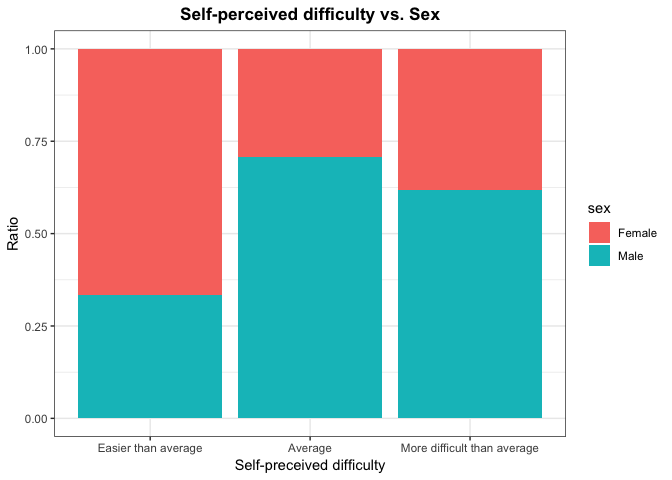 Self-perceived difficulty vs. Sex
1.00
0.75
0.50
0.25
0.00
Ratio
Easier than average
Average
More difficult than average
Self-preceived difficulty
sex
Female
Male